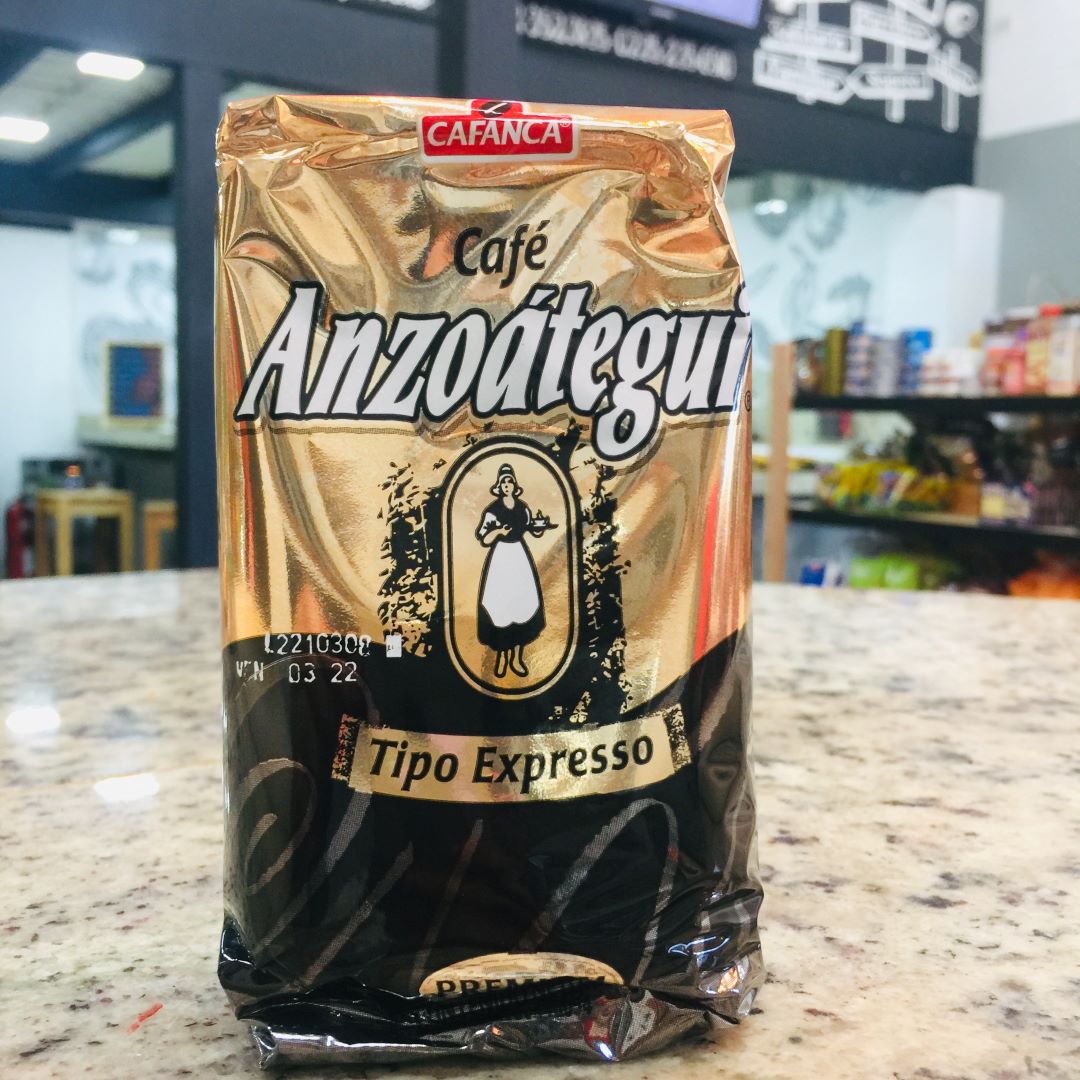 CAFANCA
Café
Anzoátegui
L2210308
VEN 03 22
Tipo Expresso